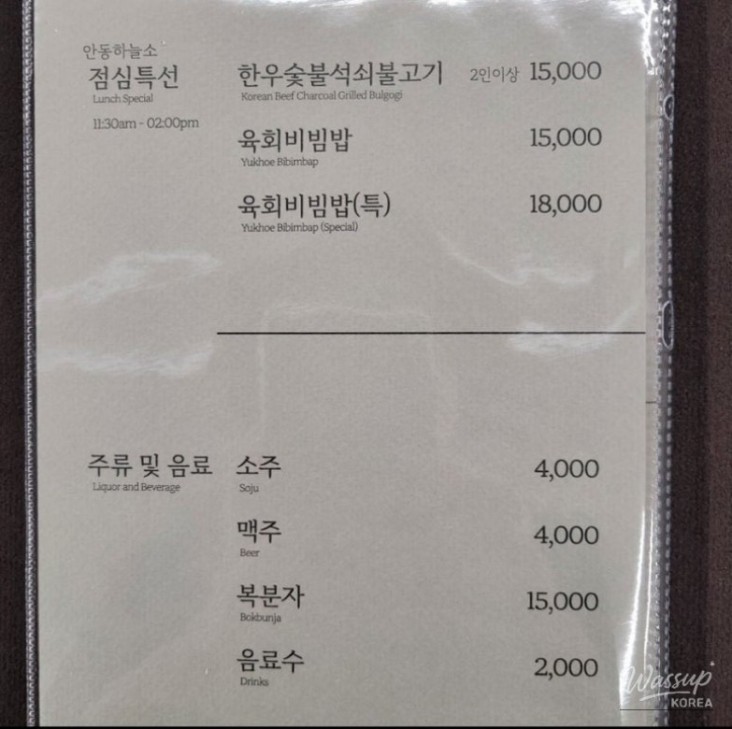 안동하늘소
점심특선
Lunch Special
11:30am - 02:00pm
한우숯불석쇠불고기 2인이상 15,000
Korean Beef Charcoal Grilled Bulgogi
육회비빔밥 15,000
Yukhoe Bibimbap
육회비빔밥(특) 18,000
Yukhoe Bibimbap (Special)
주류 및 음료
Liquor and Beverage
소주 4,000
Soju
맥주 4,000
Beer
복분자 15,000
Bokbunja
음료수 2,000
Drinks
Wassup
KOREA